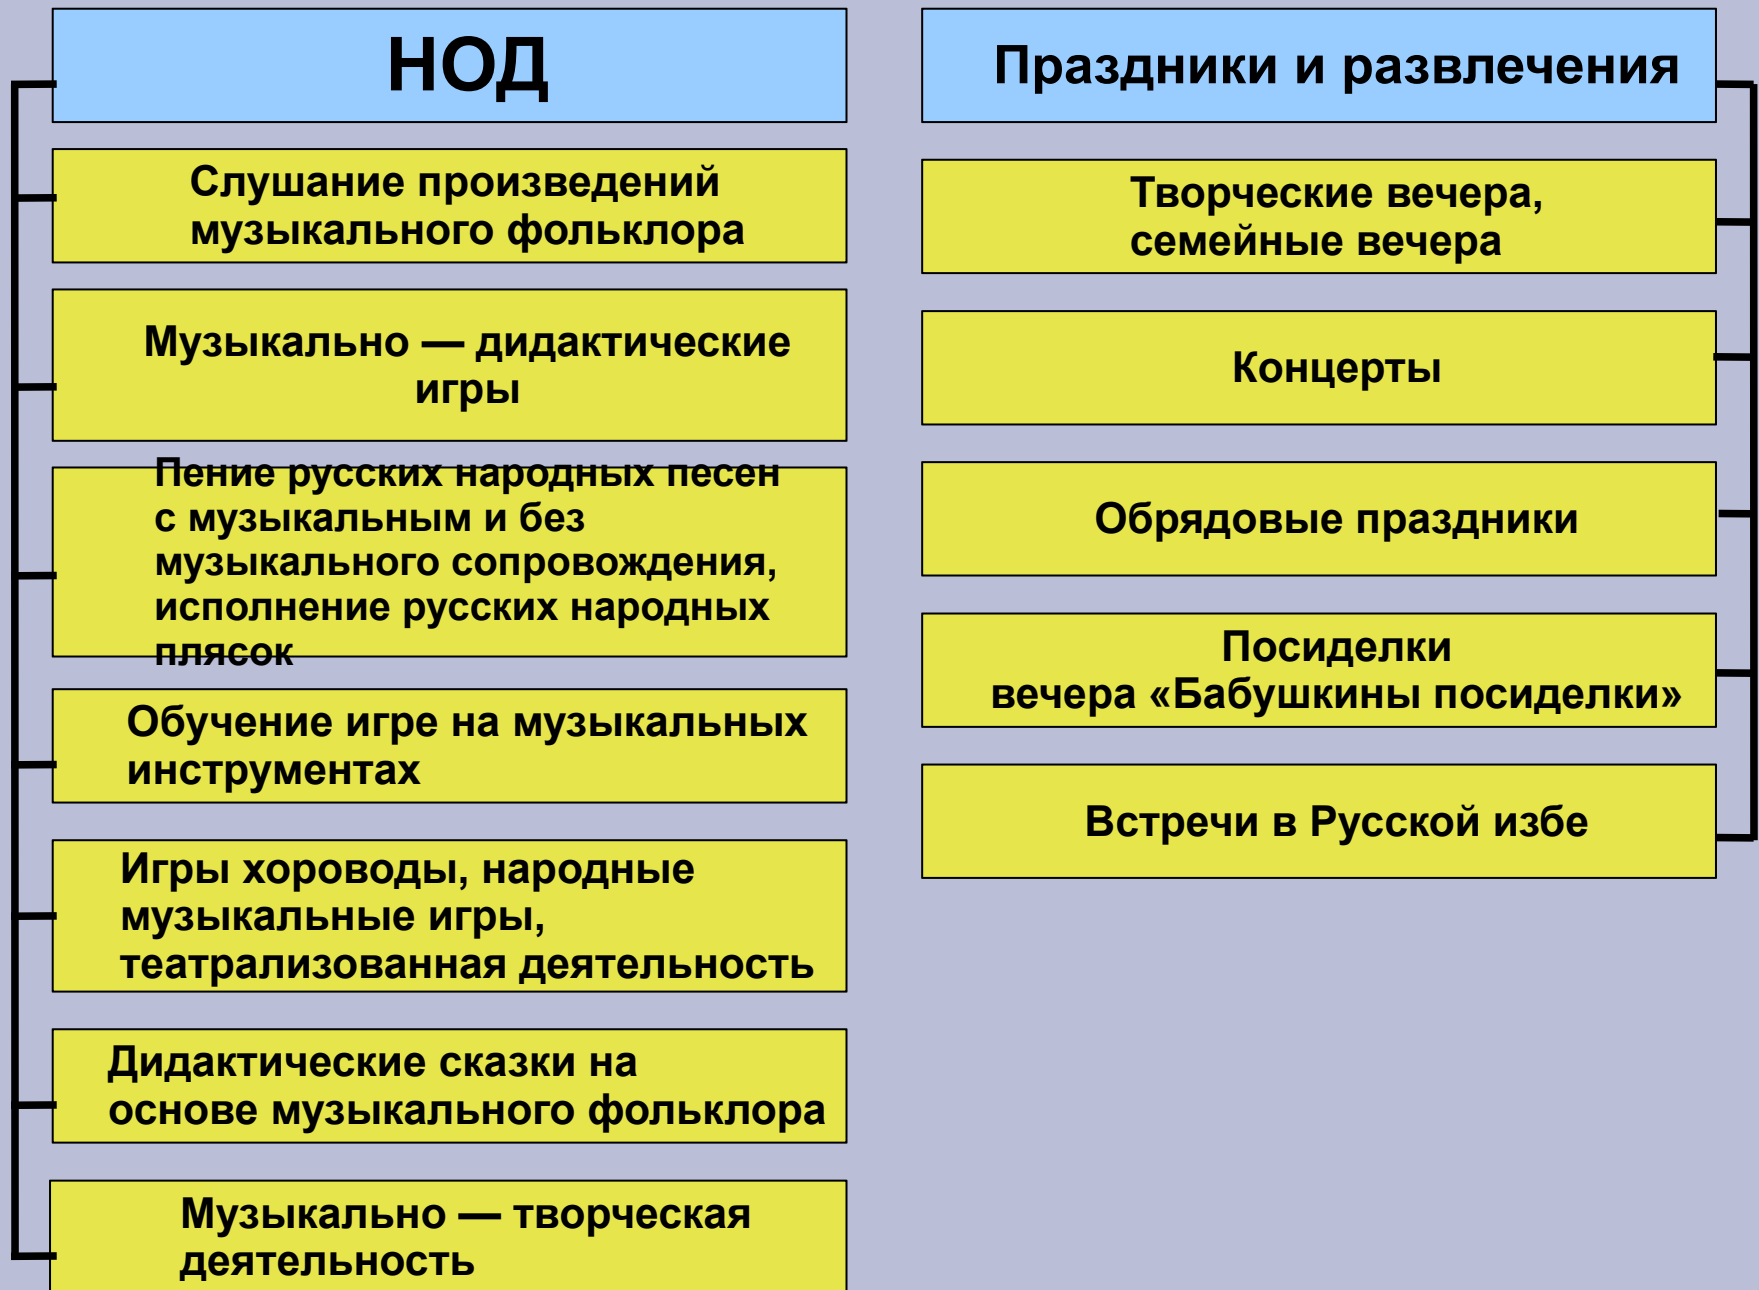 НОД
Слушание произведений
музыкального фольклора
Музыкально — дидактические
игры
Пение русских народных песен
с музыкальным и без
музыкального сопровождения,
исполнение русских народных
плясок
Обучение игре на музыкальных
инструментах
Игры хороводы, народные
музыкальные игры,
театрализованная деятельность
Дидактические сказки на
основе музыкального фольклора
Музыкально — творческая
деятельность
Праздники и развлечения
Творческие вечера,
семейные вечера
Концерты
Обрядовые праздники
Посиделки
вечера «Бабушкины посиделки»
Встречи в Русской избе